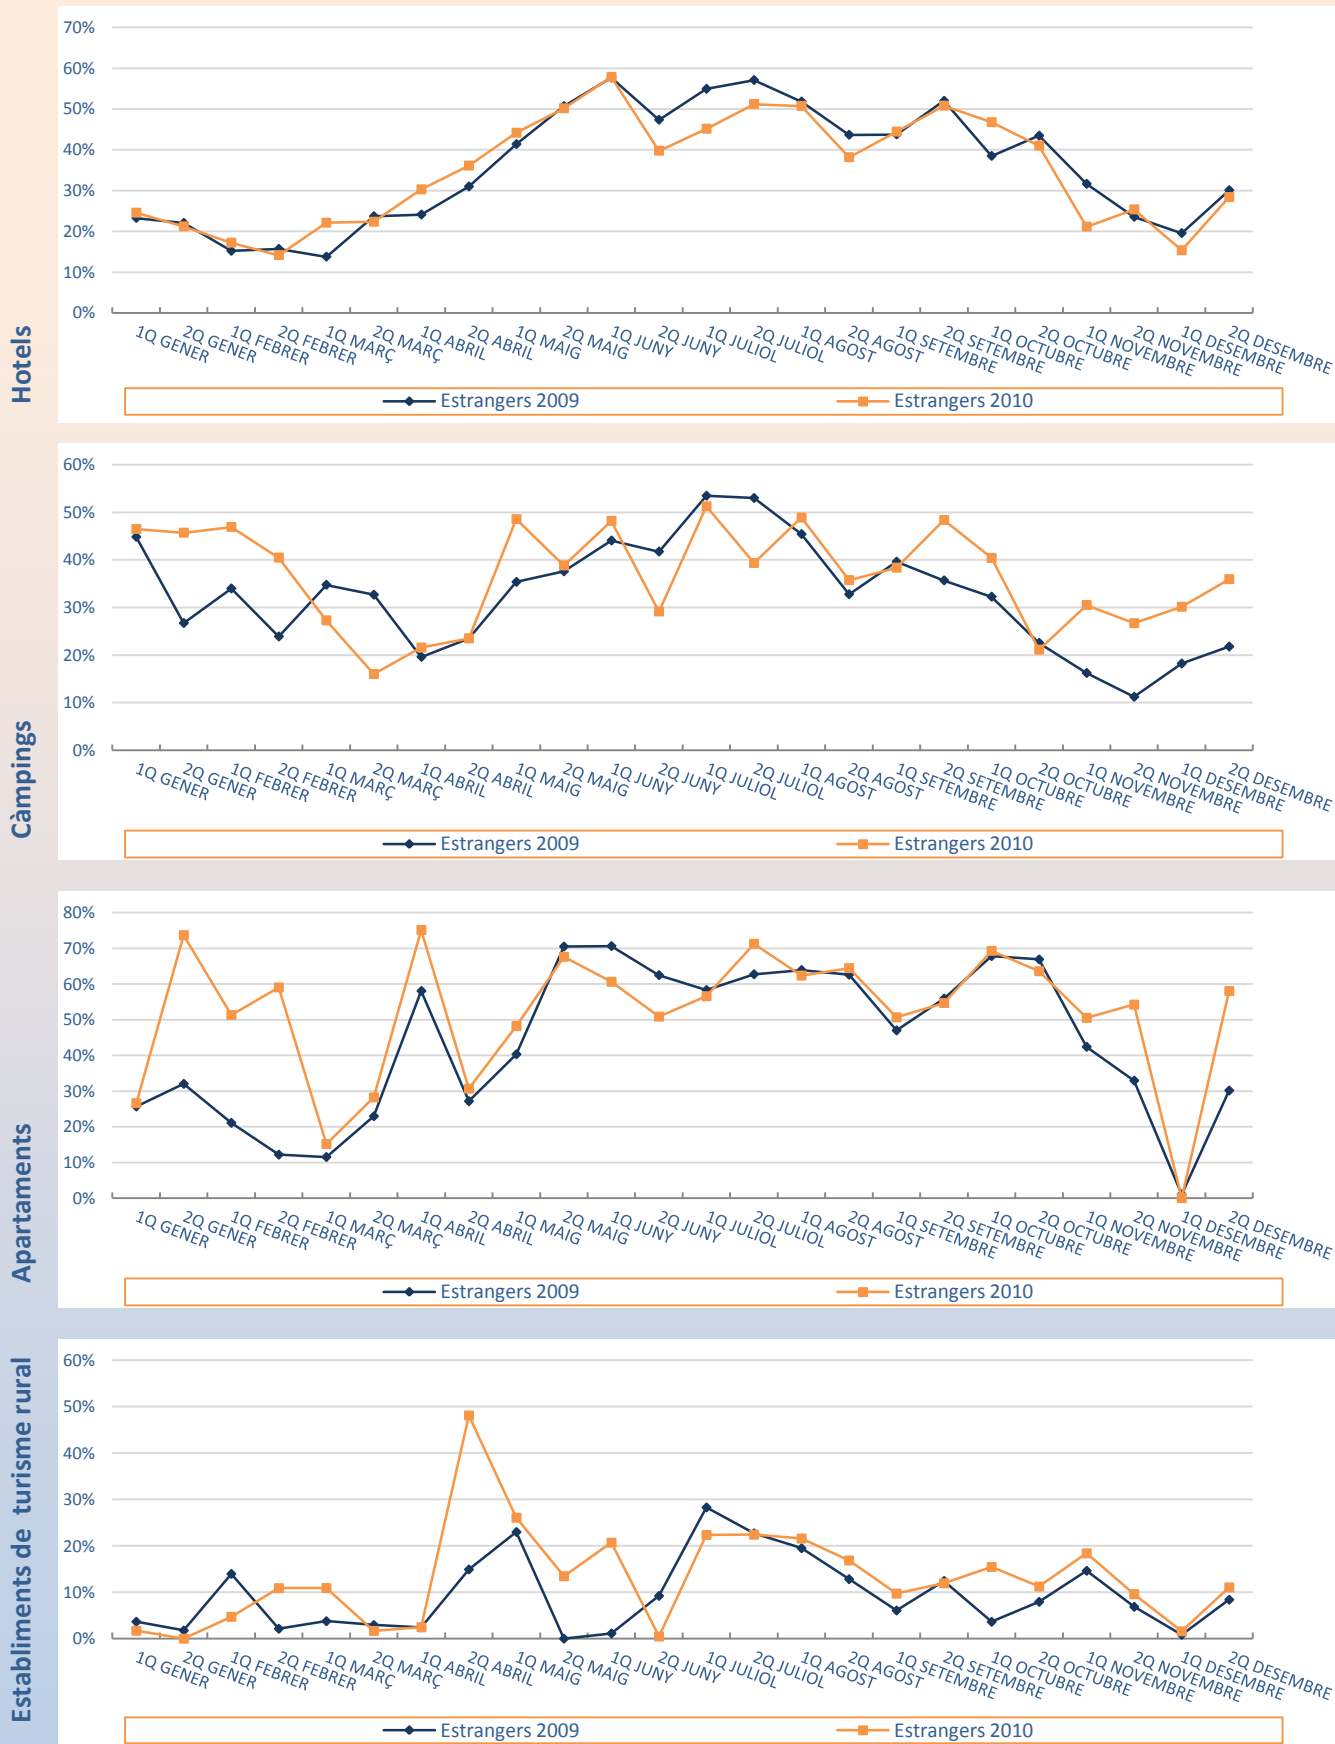 Hotels
70%
60%
50%
40%
30%
20%
10%
0%
1Q GENER
2Q GENER
1Q FEBRER
2Q FEBRER
1Q MARÇ
2Q MARÇ
1Q ABRIL
2Q ABRIL
1Q MAIG
2Q MAIG
1Q JUNY
2Q JUNY
1Q JULIOL
2Q JULIOL
1Q AGOST
2Q AGOST
1Q SETEMBRE
2Q SETEMBRE
1Q OCTUBRE
2Q OCTUBRE
1Q NOVEMBRE
2Q NOVEMBRE
1Q DESEMBRE
2Q DESEMBRE
Estrangers 2009 Estrangers 2010
Càmpings
60%
50%
40%
30%
20%
10%
0%
1Q GENER
2Q GENER
1Q FEBRER
2Q FEBRER
1Q MARÇ
2Q MARÇ
1Q ABRIL
2Q ABRIL
1Q MAIG
2Q MAIG
1Q JUNY
2Q JUNY
1Q JULIOL
2Q JULIOL
1Q AGOST
2Q AGOST
1Q SETEMBRE
2Q SETEMBRE
1Q OCTUBRE
2Q OCTUBRE
1Q NOVEMBRE
2Q NOVEMBRE
1Q DESEMBRE
2Q DESEMBRE
Estrangers 2009 Estrangers 2010
Apartaments
80%
70%
60%
50%
40%
30%
20%
10%
0%
1Q GENER
2Q GENER
1Q FEBRER
2Q FEBRER
1Q MARÇ
2Q MARÇ
1Q ABRIL
2Q ABRIL
1Q MAIG
2Q MAIG
1Q JUNY
2Q JUNY
1Q JULIOL
2Q JULIOL
1Q AGOST
2Q AGOST
1Q SETEMBRE
2Q SETEMBRE
1Q OCTUBRE
2Q OCTUBRE
1Q NOVEMBRE
2Q NOVEMBRE
1Q DESEMBRE
2Q DESEMBRE
Estrangers 2009 Estrangers 2010
Establiments de turisme rural
60%
50%
40%
30%
20%
10%
0%
1Q GENER
2Q GENER
1Q FEBRER
2Q FEBRER
1Q MARÇ
2Q MARÇ
1Q ABRIL
2Q ABRIL
1Q MAIG
2Q MAIG
1Q JUNY
2Q JUNY
1Q JULIOL
2Q JULIOL
1Q AGOST
2Q AGOST
1Q SETEMBRE
2Q SETEMBRE
1Q OCTUBRE
2Q OCTUBRE
1Q NOVEMBRE
2Q NOVEMBRE
1Q DESEMBRE
2Q DESEMBRE
Estrangers 2009 Estrangers 2010